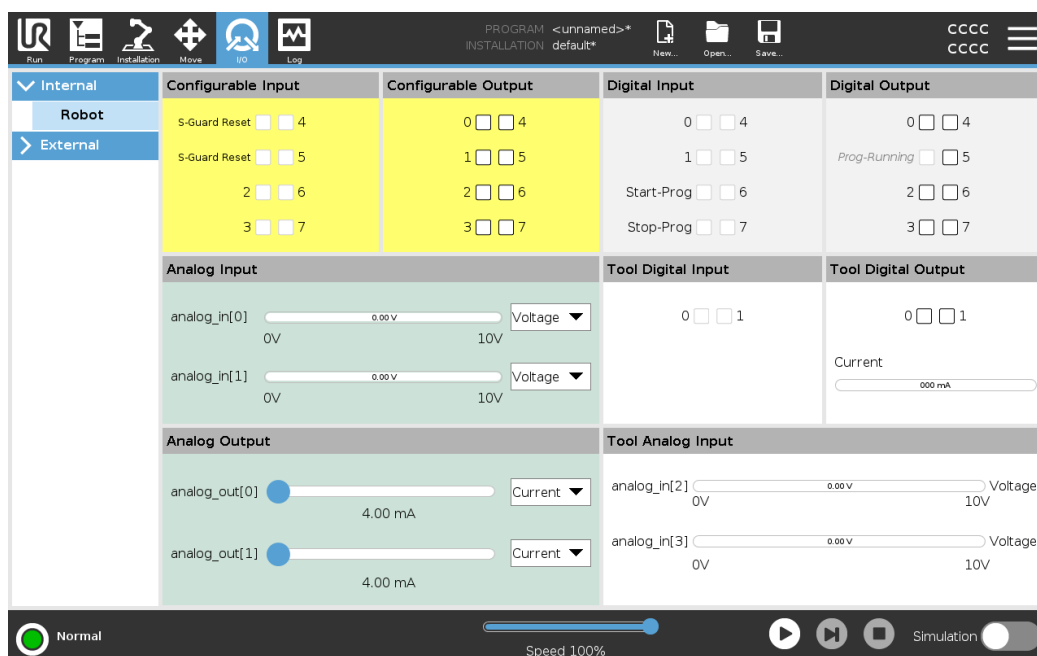 PROGRAM <unnamed>*
INSTALLATION default*
CCCC
CCCC
UR
Run Program Installation Move I/O Log New... Open... Save...
Internal
Robot
External
Configurable Input
S-Guard Reset 4
S-Guard Reset 5
2 6
3 7
Configurable Output
0 4
1 5
2 6
3 7
Digital Input
0 4
1 5
Start-Prog 6
Stop-Prog 7
Digital Output
0 4
Prog-Running 5
2 6
3 7
Analog Input
analog_in[0] 0.00 V Voltage
0V 10V
analog_in[1] 0.00 V Voltage
0V 10V
Tool Digital Input
0 1
Tool Digital Output
0 1
Current
000 mA
Analog Output
analog_out[0] Current
4.00 mA
analog_out[1] Current
4.00 mA
Tool Analog Input
analog_in[2] 0.00 V Voltage
0V 10V
analog_in[3] 0.00 V Voltage
0V 10V
Normal
Speed 100%
Simulation